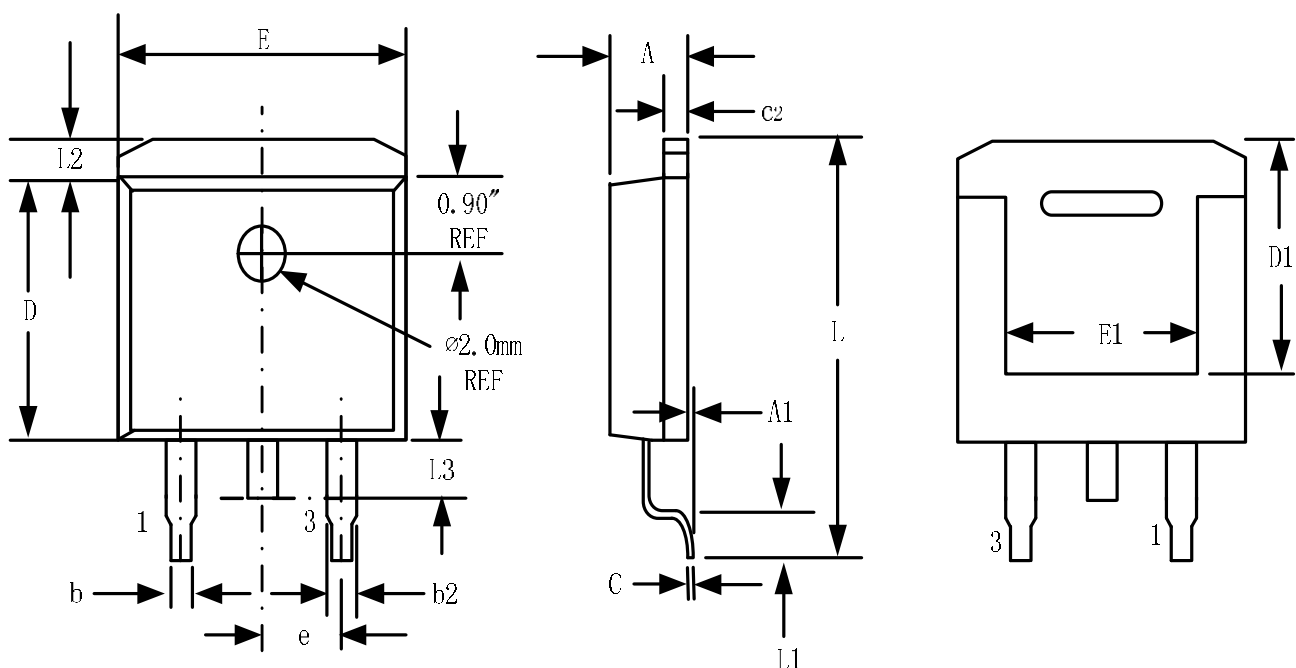 E
A
C2
L2
0.90"
REF
D
L
D1
E1
⌀2.0mm
REF
A1
L3
1
3
3
1
b
b2
C
e
L1